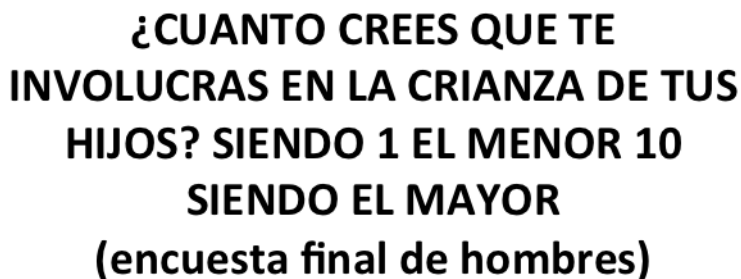 ¿CUANTO CREES QUE TE
INVOLUCRAS EN LA CRIANZA DE TUS
HIJOS? SIENDO 1 EL MENOR 10
SIENDO EL MAYOR
(encuesta final de hombres)